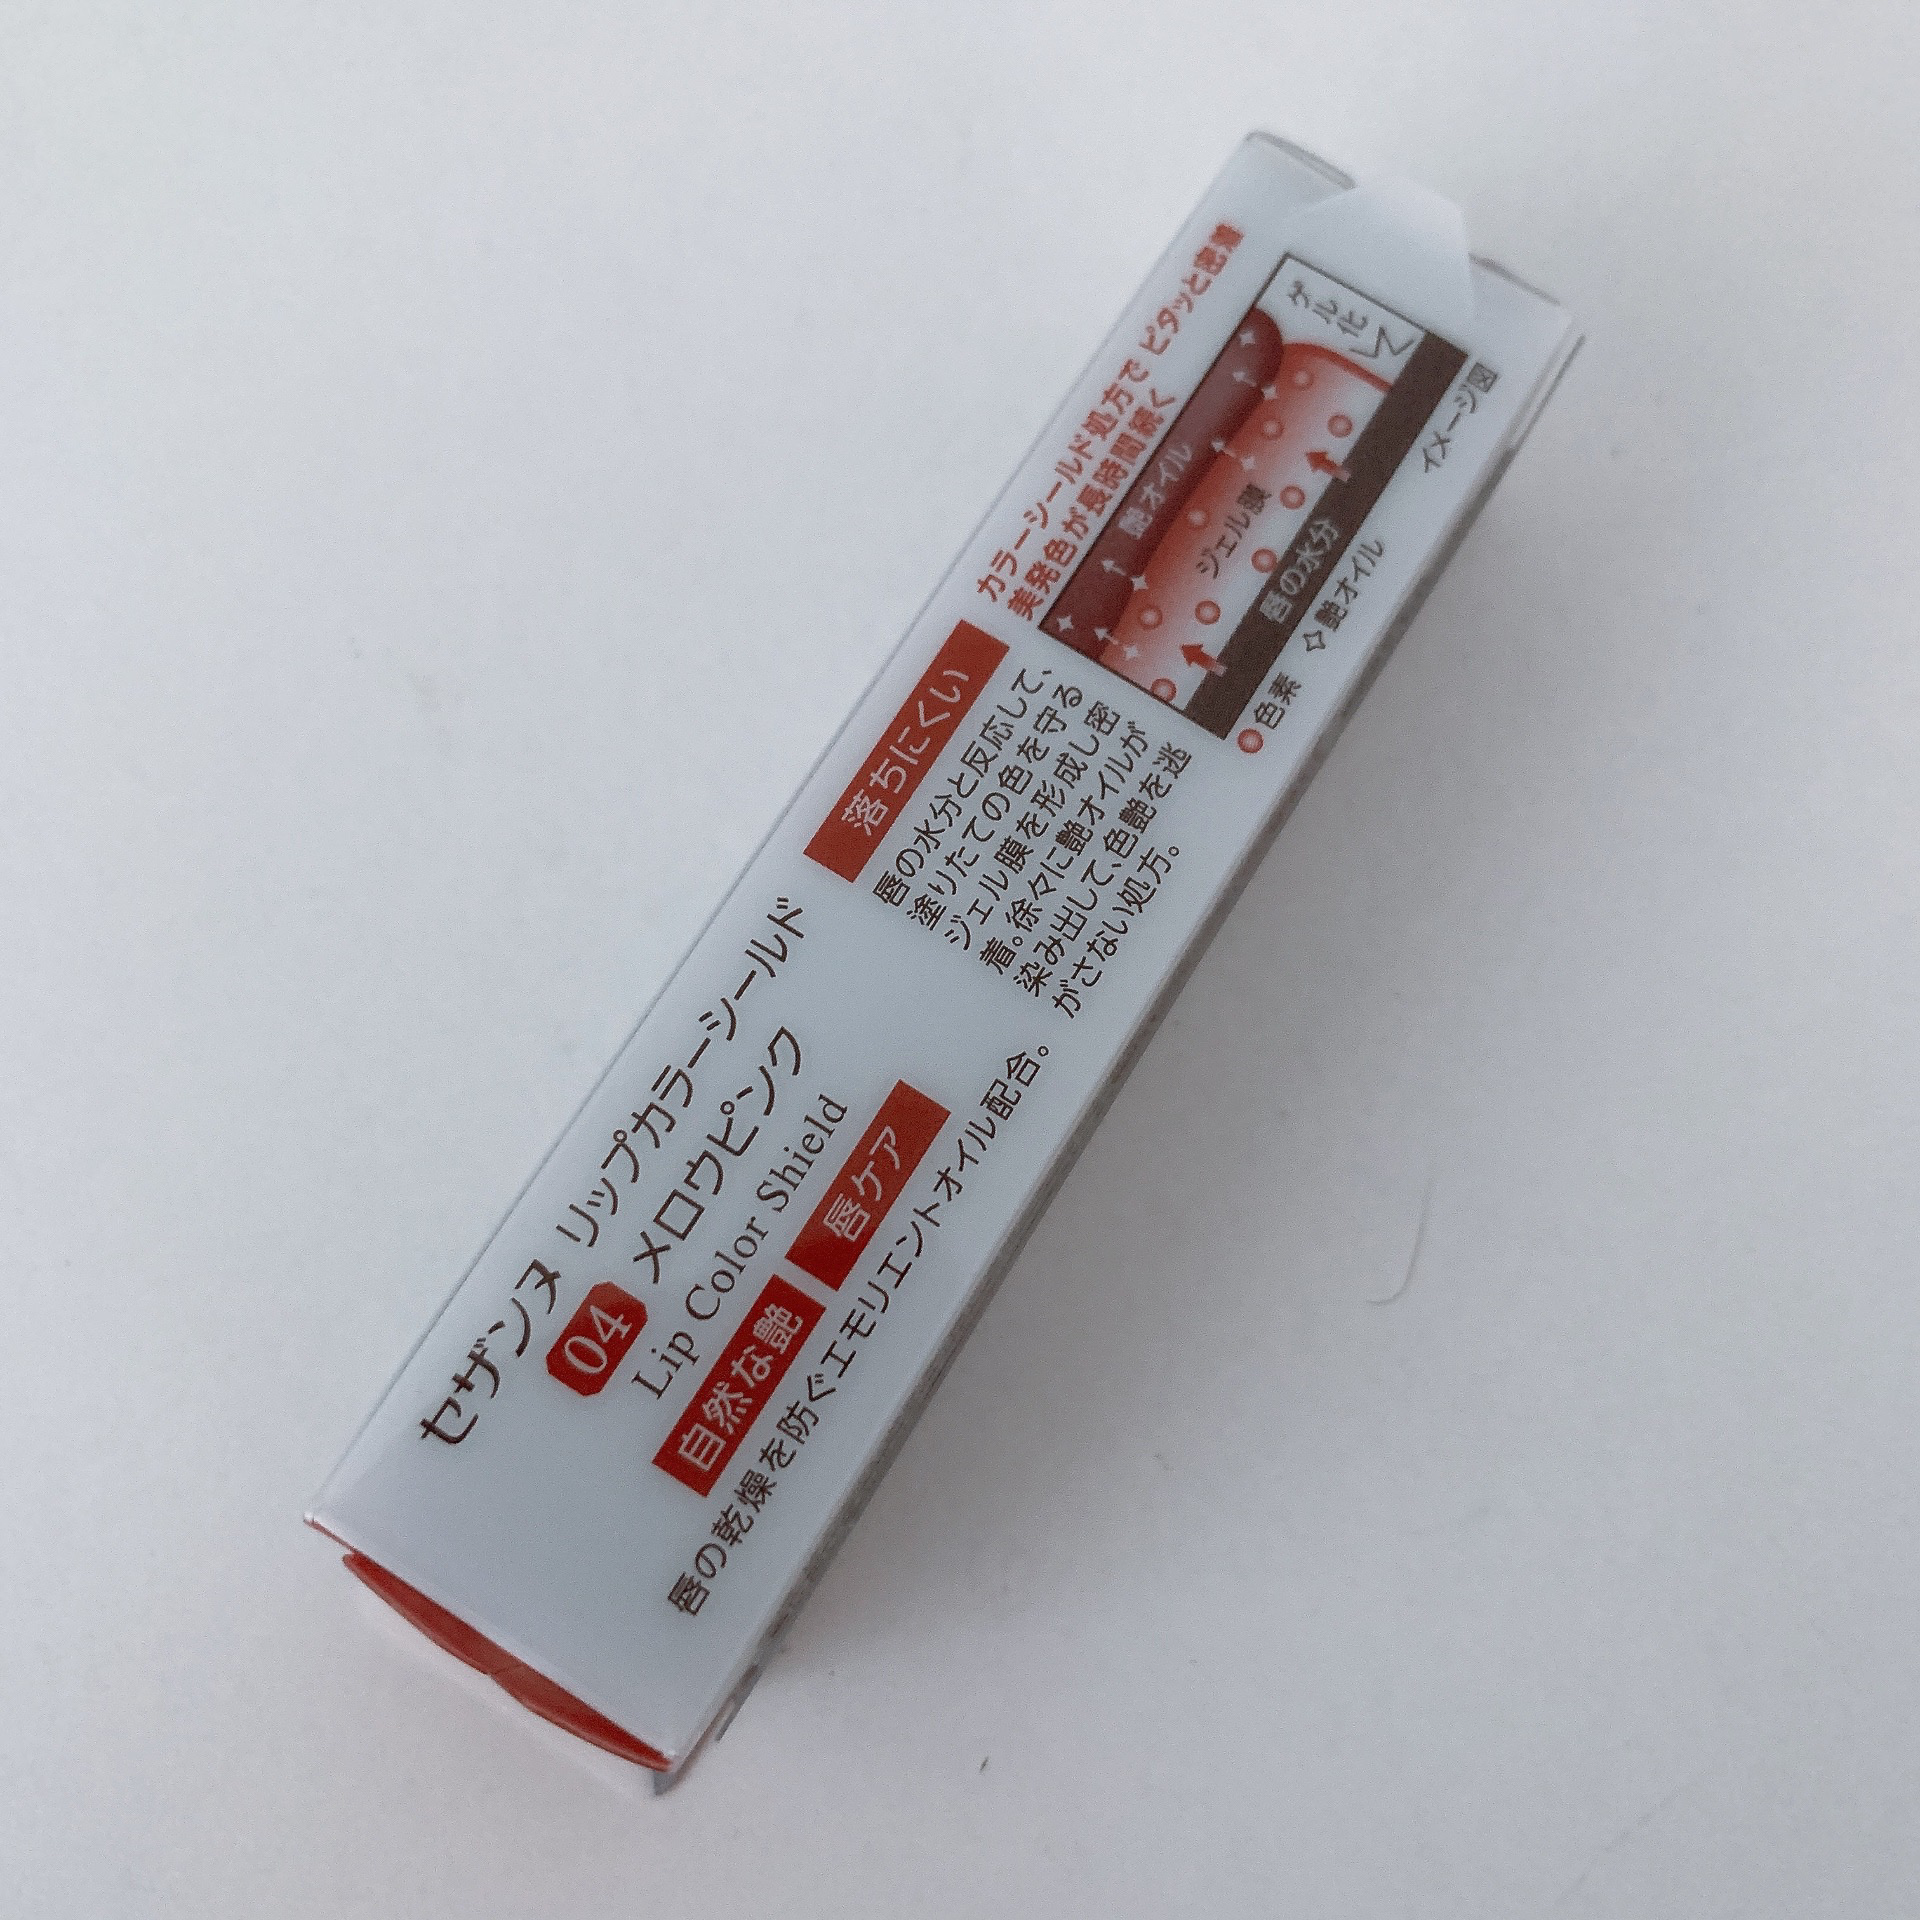 セザンヌ リップカラーシールド
04 メロウピンク
Lip Color Shield
自然な艶 唇ケア
唇の乾燥を防ぐエモリエントオイル配合。
落ちにくい
唇の水分と反応して、
塗りたての色を守る
ジェル膜を形成し密
着。徐々に艶オイルが
染み出して、色艶を逃
がさない処方。
カラーシールド処方で ピタッと密着
美発色が長時間続く
ゲル化して
艶オイル
ジェル膜
唇の水分
色素 艶オイル イメージ図